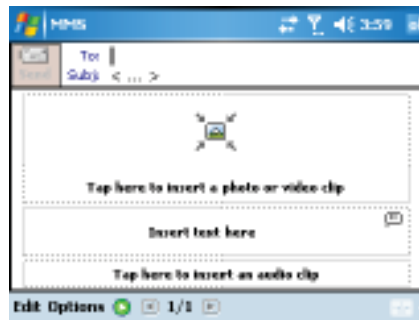 MMS 3:59
Send To:
Subj: < ... >
Tap here to insert a photo or video clip
Insert text here
Tap here to insert an audio clip
Edit Options 1/1